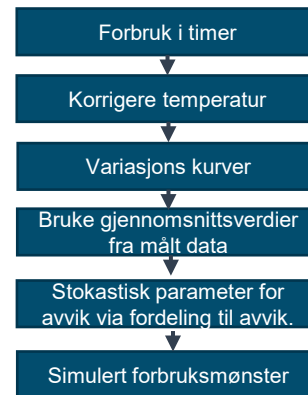 Forbruk i timer
Korrigere temperatur
Variasjons kurver
Bruke gjennomsnittsverdier
fra målt data
Stokastisk parameter for
avvik via fordeling til avvik.
Simulert forbruksmønster